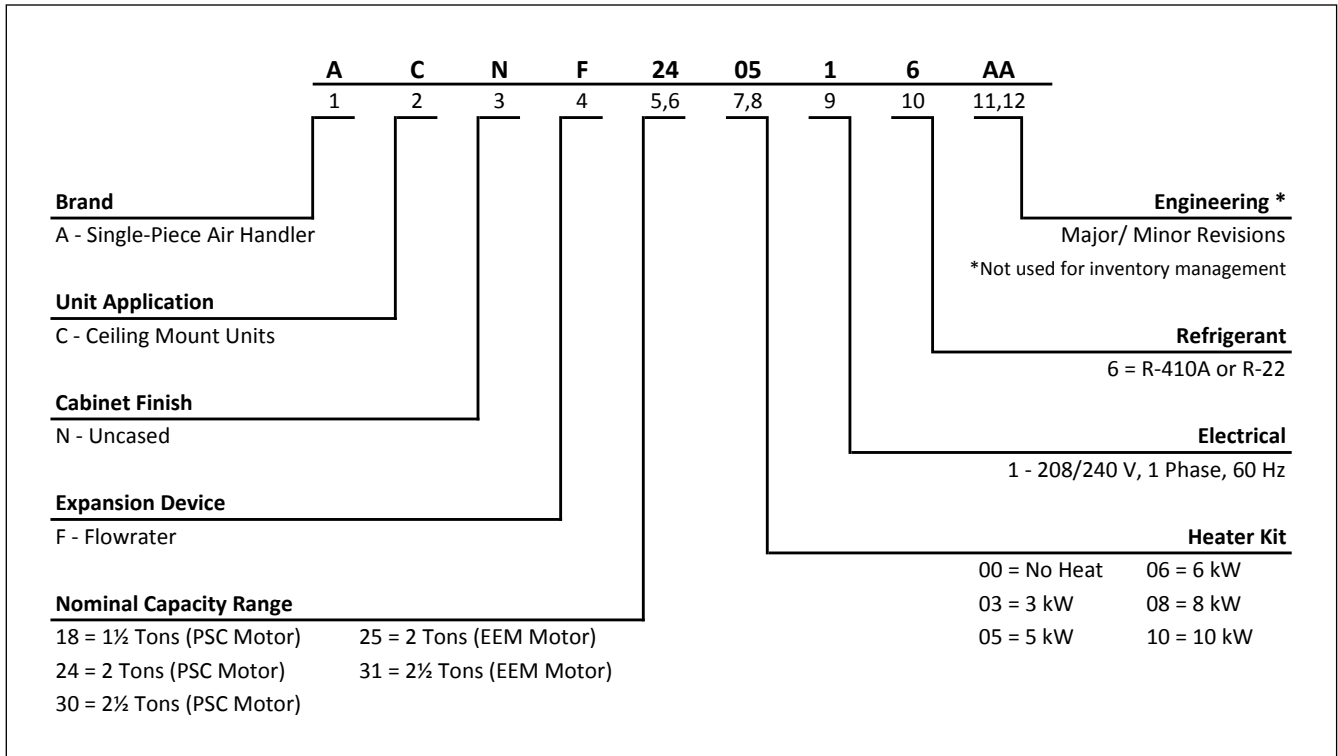 A C N F 24 05 1 6 AA
1 2 3 4 5,6 7,8 9 10 11,12
Brand
A - Single-Piece Air Handler
Unit Application
C - Ceiling Mount Units
Cabinet Finish
N - Uncased
Expansion Device
F - Flowrater
Nominal Capacity Range
18 = 1½ Tons (PSC Motor) 25 = 2 Tons (EEM Motor)
24 = 2 Tons (PSC Motor) 31 = 2½ Tons (EEM Motor)
30 = 2½ Tons (PSC Motor)
Engineering *
Major/ Minor Revisions
*Not used for inventory management
Refrigerant
6 = R-410A or R-22
Electrical
1 - 208/240 V, 1 Phase, 60 Hz
Heater Kit
00 = No Heat 06 = 6 kW
03 = 3 kW 08 = 8 kW
05 = 5 kW 10 = 10 kW